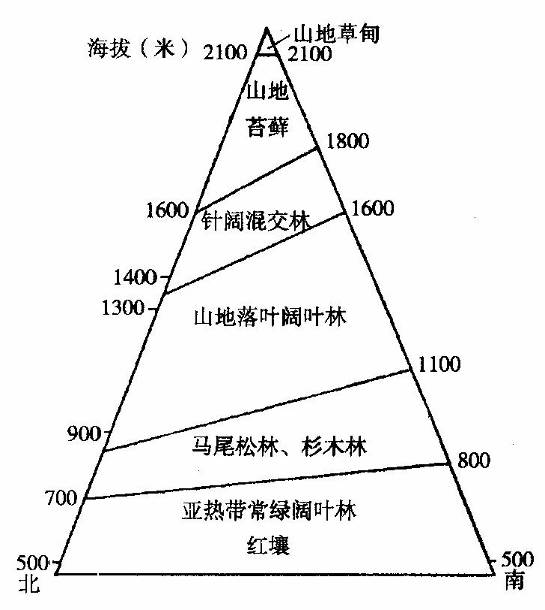 山地草甸
海拔（米）
2100
2100
山地
苔藓
1800
1600
针阔混交林
1600
1400
1300
山地落叶阔叶林
1100
900
马尾松林、杉木林
800
700
亚热带常绿阔叶林
红壤
500
500
北
南